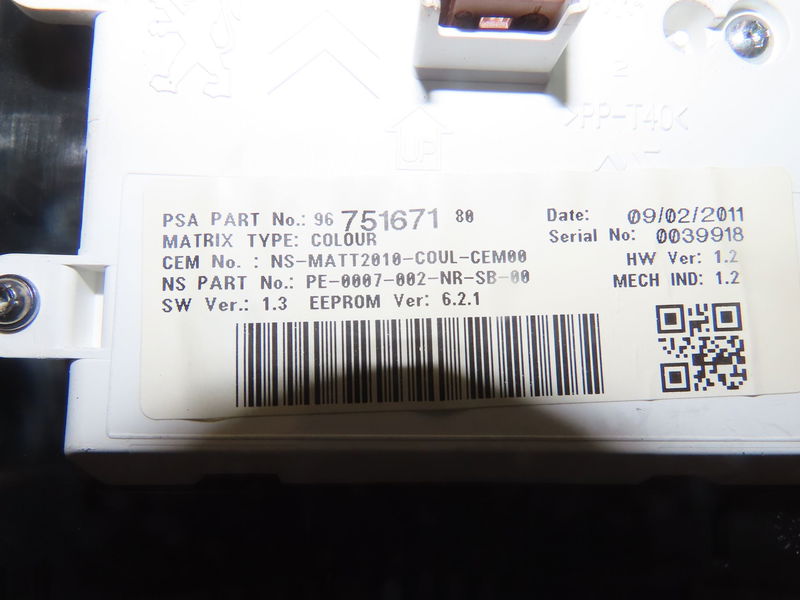 2
>PP-T40<
UP
PSA PART No.: 96 751671 80 Date: 09/02/2011
MATRIX TYPE: COLOUR Serial No: 0039918
CEM No. : NS-MATT2010-COUL-CEM00 HW Ver: 1.2
NS PART No.: PE-0007-002-NR-SB-00 MECH IND: 1.2
SW Ver.: 1.3 EEPROM Ver: 6.2.1